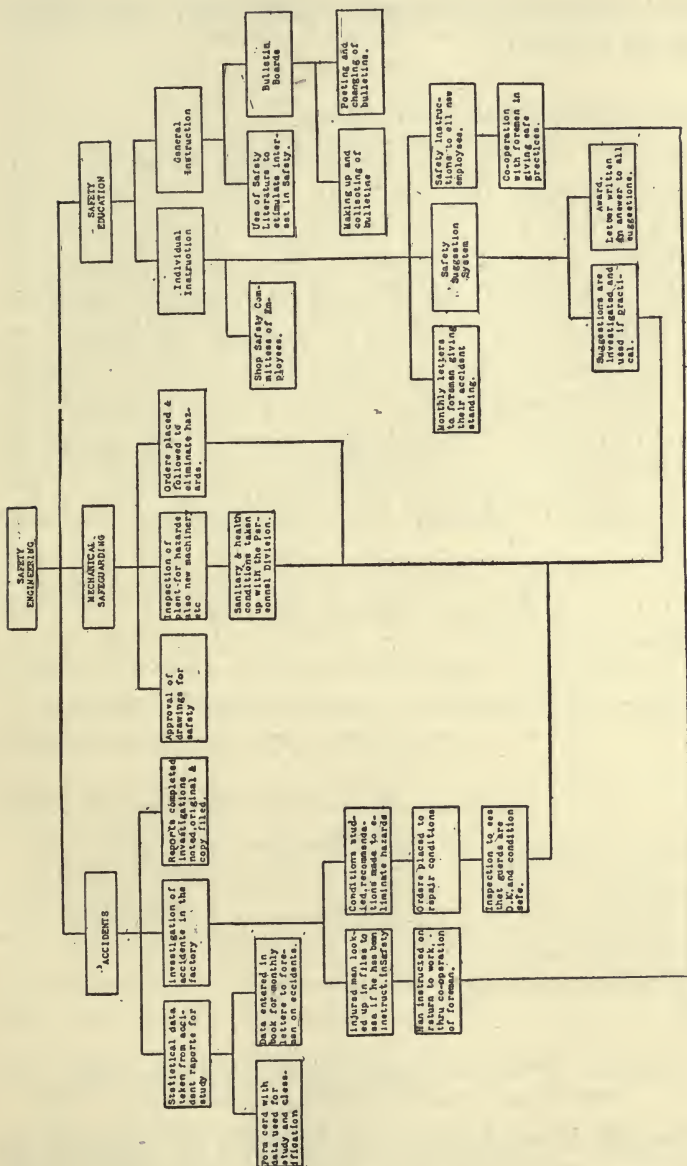 SAFETY
ENGINEERING
ACCIDENTS
MECHANICAL
SAFEGUARDING
SAFETY
EDUCATION
Statistical data
taken from acci-
dent reports for
study
investigation of
accidents in the
factory
Reports completed
investigations
noted, original &
copy filed.
Approval of
drawings for
safety
Inspection of
plant for hazards
also new machinery
etc
Orders placed &
followed to
eliminate haz-
ards.
Individual
Instruction
General
Instruction
Form card with
data used for
study and class-
ification
Data entered in
book for monthly
letters to fore-
man on accidents.
Sanitary & health
conditions taken
up with the Per-
sonnel Division.
Shop Safety Com-
mittees of Em-
ployees.
Use of Safety
Literature to
stimulate inter-
est in Safety.
Bulletin
Boards
Making up and
collecting of
bulletins
Posting and
changing of
bulletins.
Injured man look-
ed up in files to
see if he has been
instruct. in Safety
Conditions stud-
ied, recommenda-
tions made to e-
liminate hazards
Monthly letters
to foreman giving
their accident
standing.
Safety
Suggestion
System
Safety instruc-
tions to all new
employees.
Man instructed on
return to work,
thru co-operation
of foreman.
Orders placed to
repair conditions
Co-operation
with foremen in
giving safe
practices.
Inspection to see
that guards are
O.K. and condition
safe.
Suggestions are
investigated and
used if practi-
cal.
Award.
Letter written
in answer to all
suggestions.